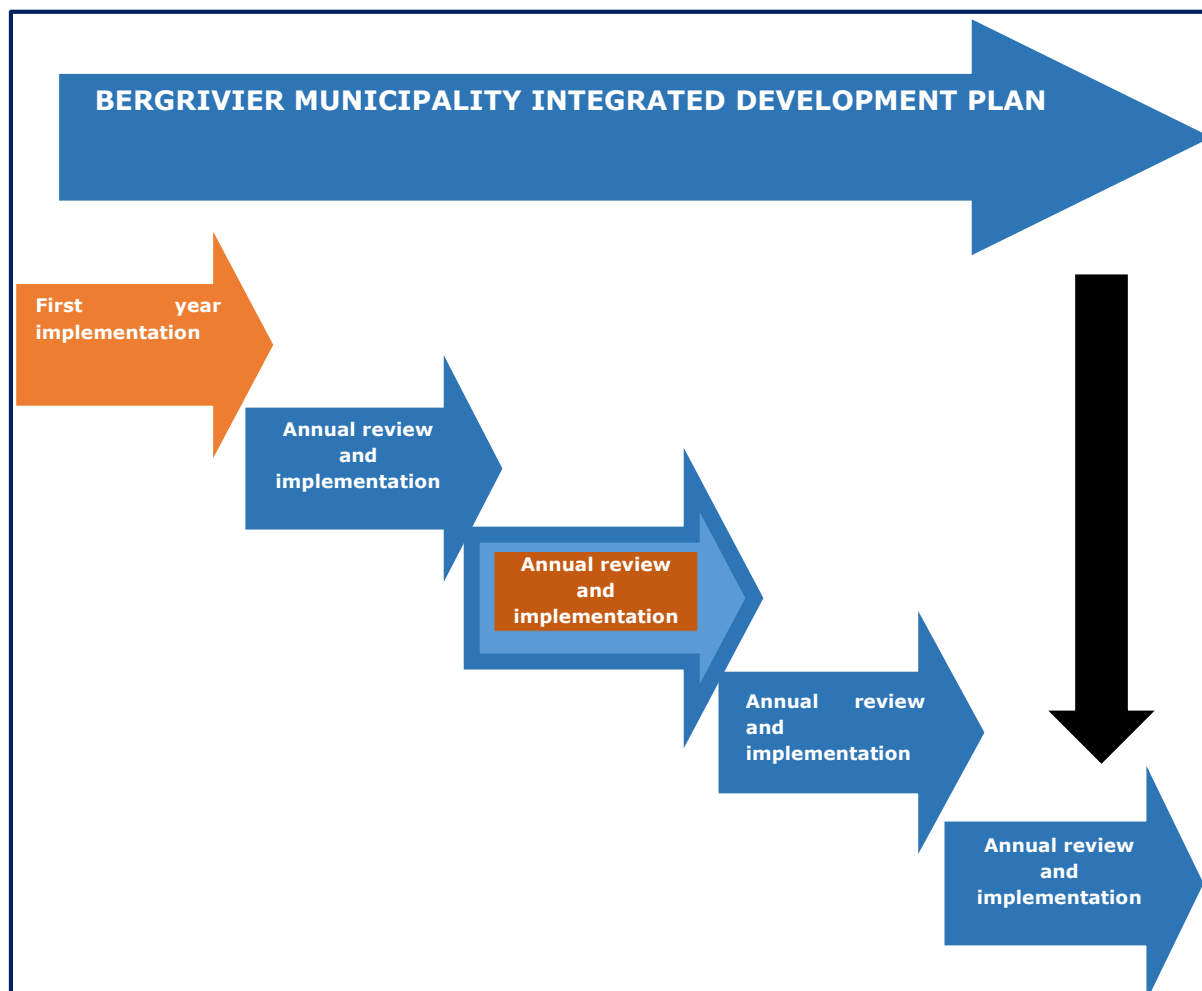 BERGRIVIER MUNICIPALITY INTEGRATED DEVELOPMENT PLAN
First year
implementation
Annual review
and
implementation
Annual review
and
implementation
Annual review
and
implementation
Annual review
and
implementation